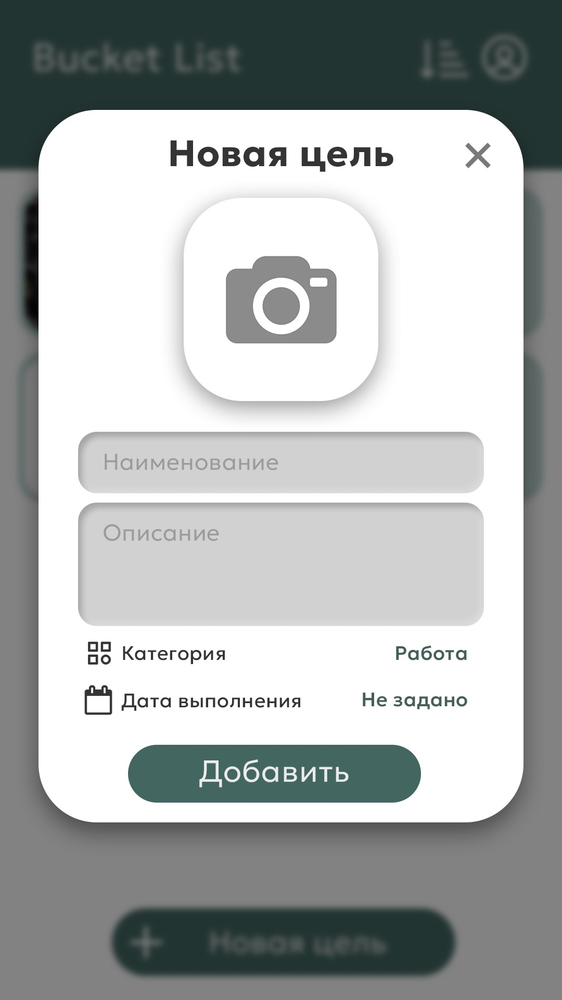 Bucket List
Новая цель
Наименование
Описание
Категория Работа
Дата выполнения Не задано
Добавить
Новая цель